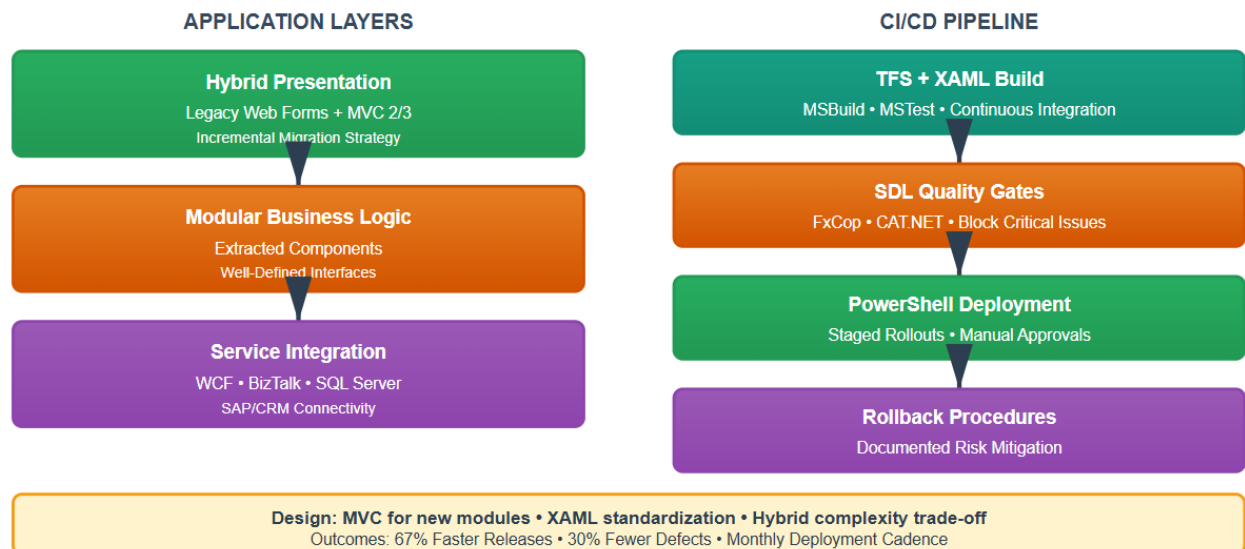 APPLICATION LAYERS
Hybrid Presentation
Legacy Web Forms + MVC 2/3
Incremental Migration Strategy
Modular Business Logic
Extracted Components
Well-Defined Interfaces
Service Integration
WCF • BizTalk • SQL Server
SAP/CRM Connectivity
CI/CD PIPELINE
TFS + XAML Build
MSBuild • MSTest • Continuous Integration
SDL Quality Gates
FxCop • CAT.NET • Block Critical Issues
PowerShell Deployment
Staged Rollouts • Manual Approvals
Rollback Procedures
Documented Risk Mitigation
Design: MVC for new modules • XAML standardization • Hybrid complexity trade-off
Outcomes: 67% Faster Releases • 30% Fewer Defects • Monthly Deployment Cadence